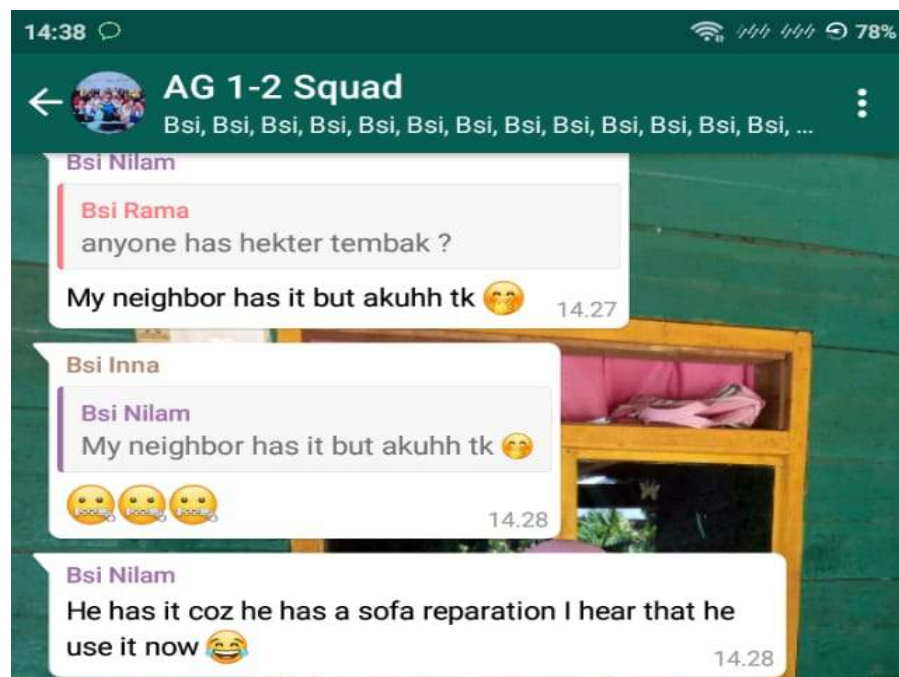 14:38 78%
AG 1-2 Squad
Bsi, Bsi, Bsi, Bsi, Bsi, Bsi, Bsi, Bsi, Bsi, Bsi, Bsi, Bsi, Bsi, ...
Bsi Nilam
Bsi Rama
anyone has hekter tembak ?
My neighbor has it but akuhh tk 🤭 14.27
Bsi Inna
Bsi Nilam
My neighbor has it but akuhh tk 🤭
🤐🤐🤐 14.28
Bsi Nilam
He has it coz he has a sofa reparation I hear that he
use it now 😂 14.28